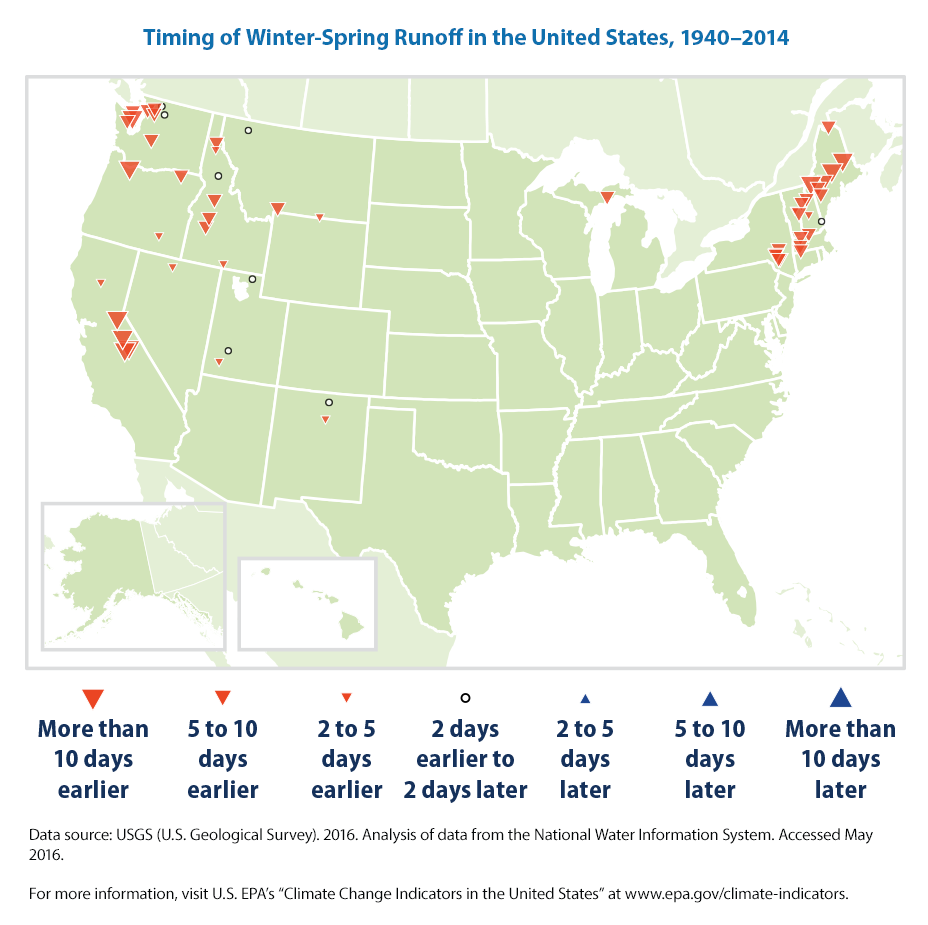 Timing of Winter-Spring Runoff in the United States, 1940–2014
More than
10 days
earlier
5 to 10
days
earlier
2 to 5
days
earlier
2 days
earlier to
2 days later
2 to 5
days
later
5 to 10
days
later
More than
10 days
later
Data source: USGS (U.S. Geological Survey). 2016. Analysis of data from the National Water Information System. Accessed May
2016.
For more information, visit U.S. EPA’s “Climate Change Indicators in the United States” at www.epa.gov/climate-indicators.